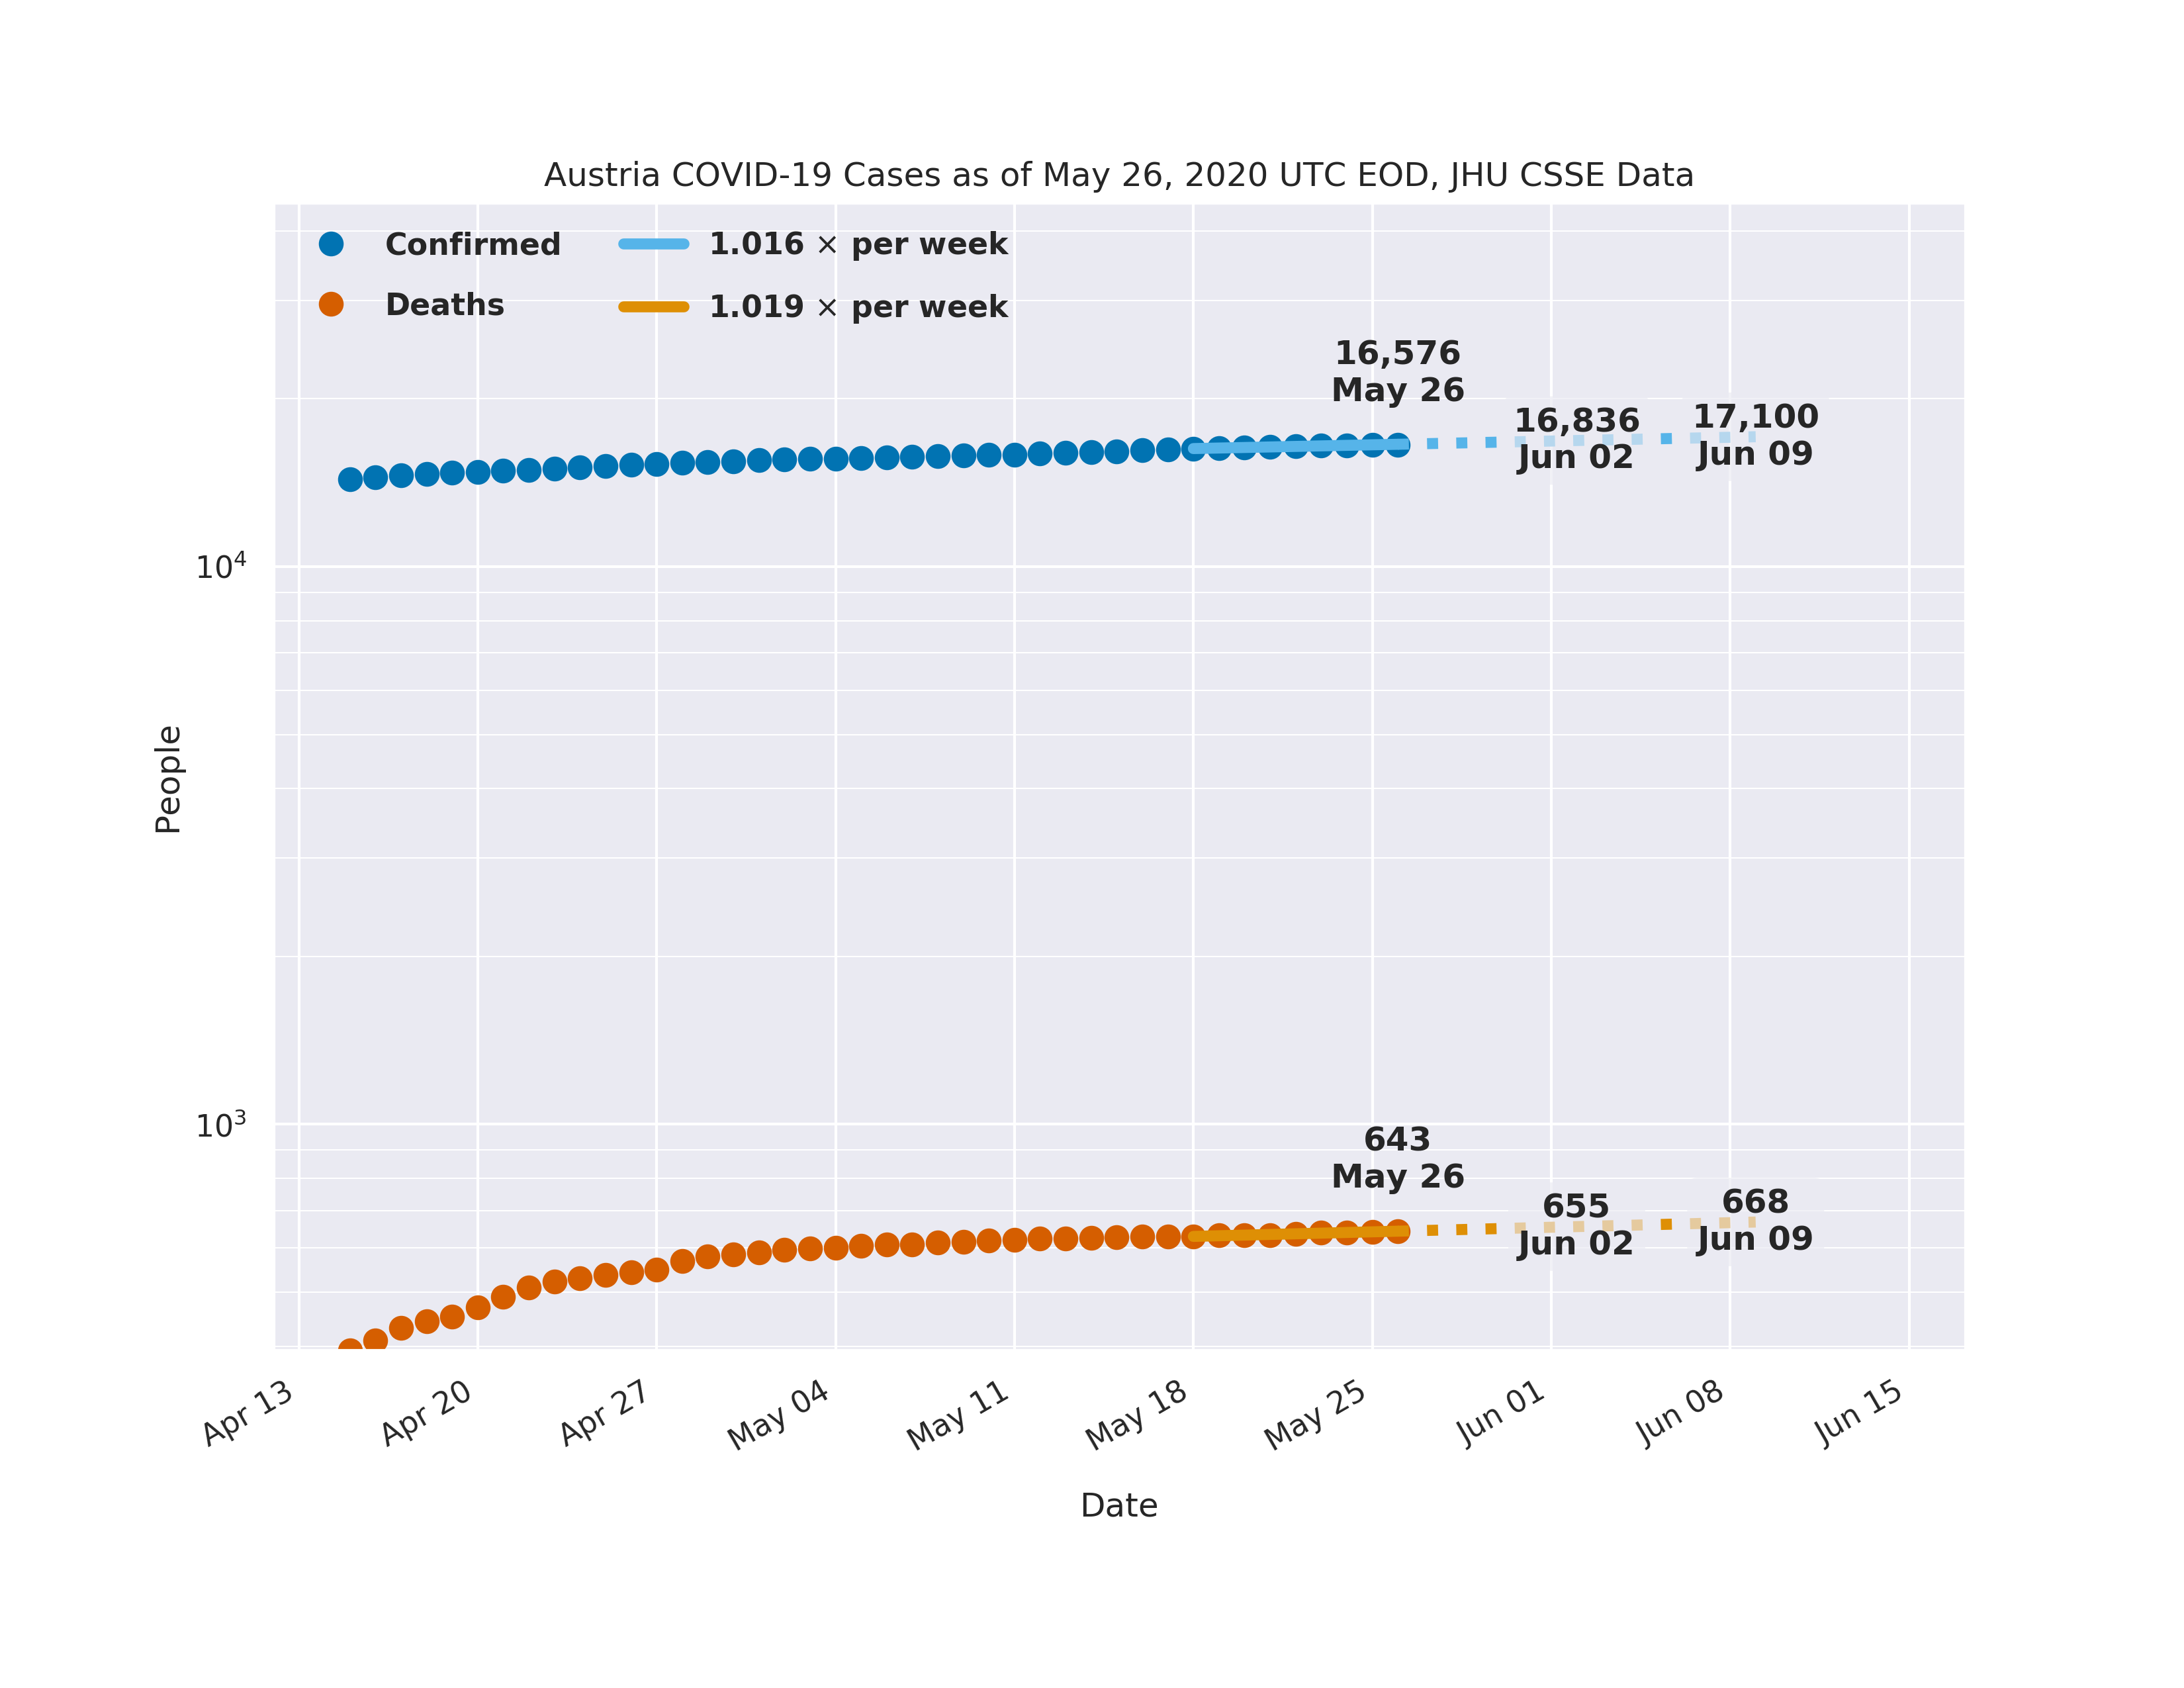 Austria COVID-19 Cases as of May 26, 2020 UTC EOD, JHU CSSE Data
Confirmed
Deaths
1.016 × per week
1.019 × per week
16,576
May 26
16,836
Jun 02
17,100
Jun 09
10⁴
People
10³
643
May 26
655
Jun 02
668
Jun 09
Apr 13
Apr 20
Apr 27
May 04
May 11
May 18
May 25
Jun 01
Jun 08
Jun 15
Date